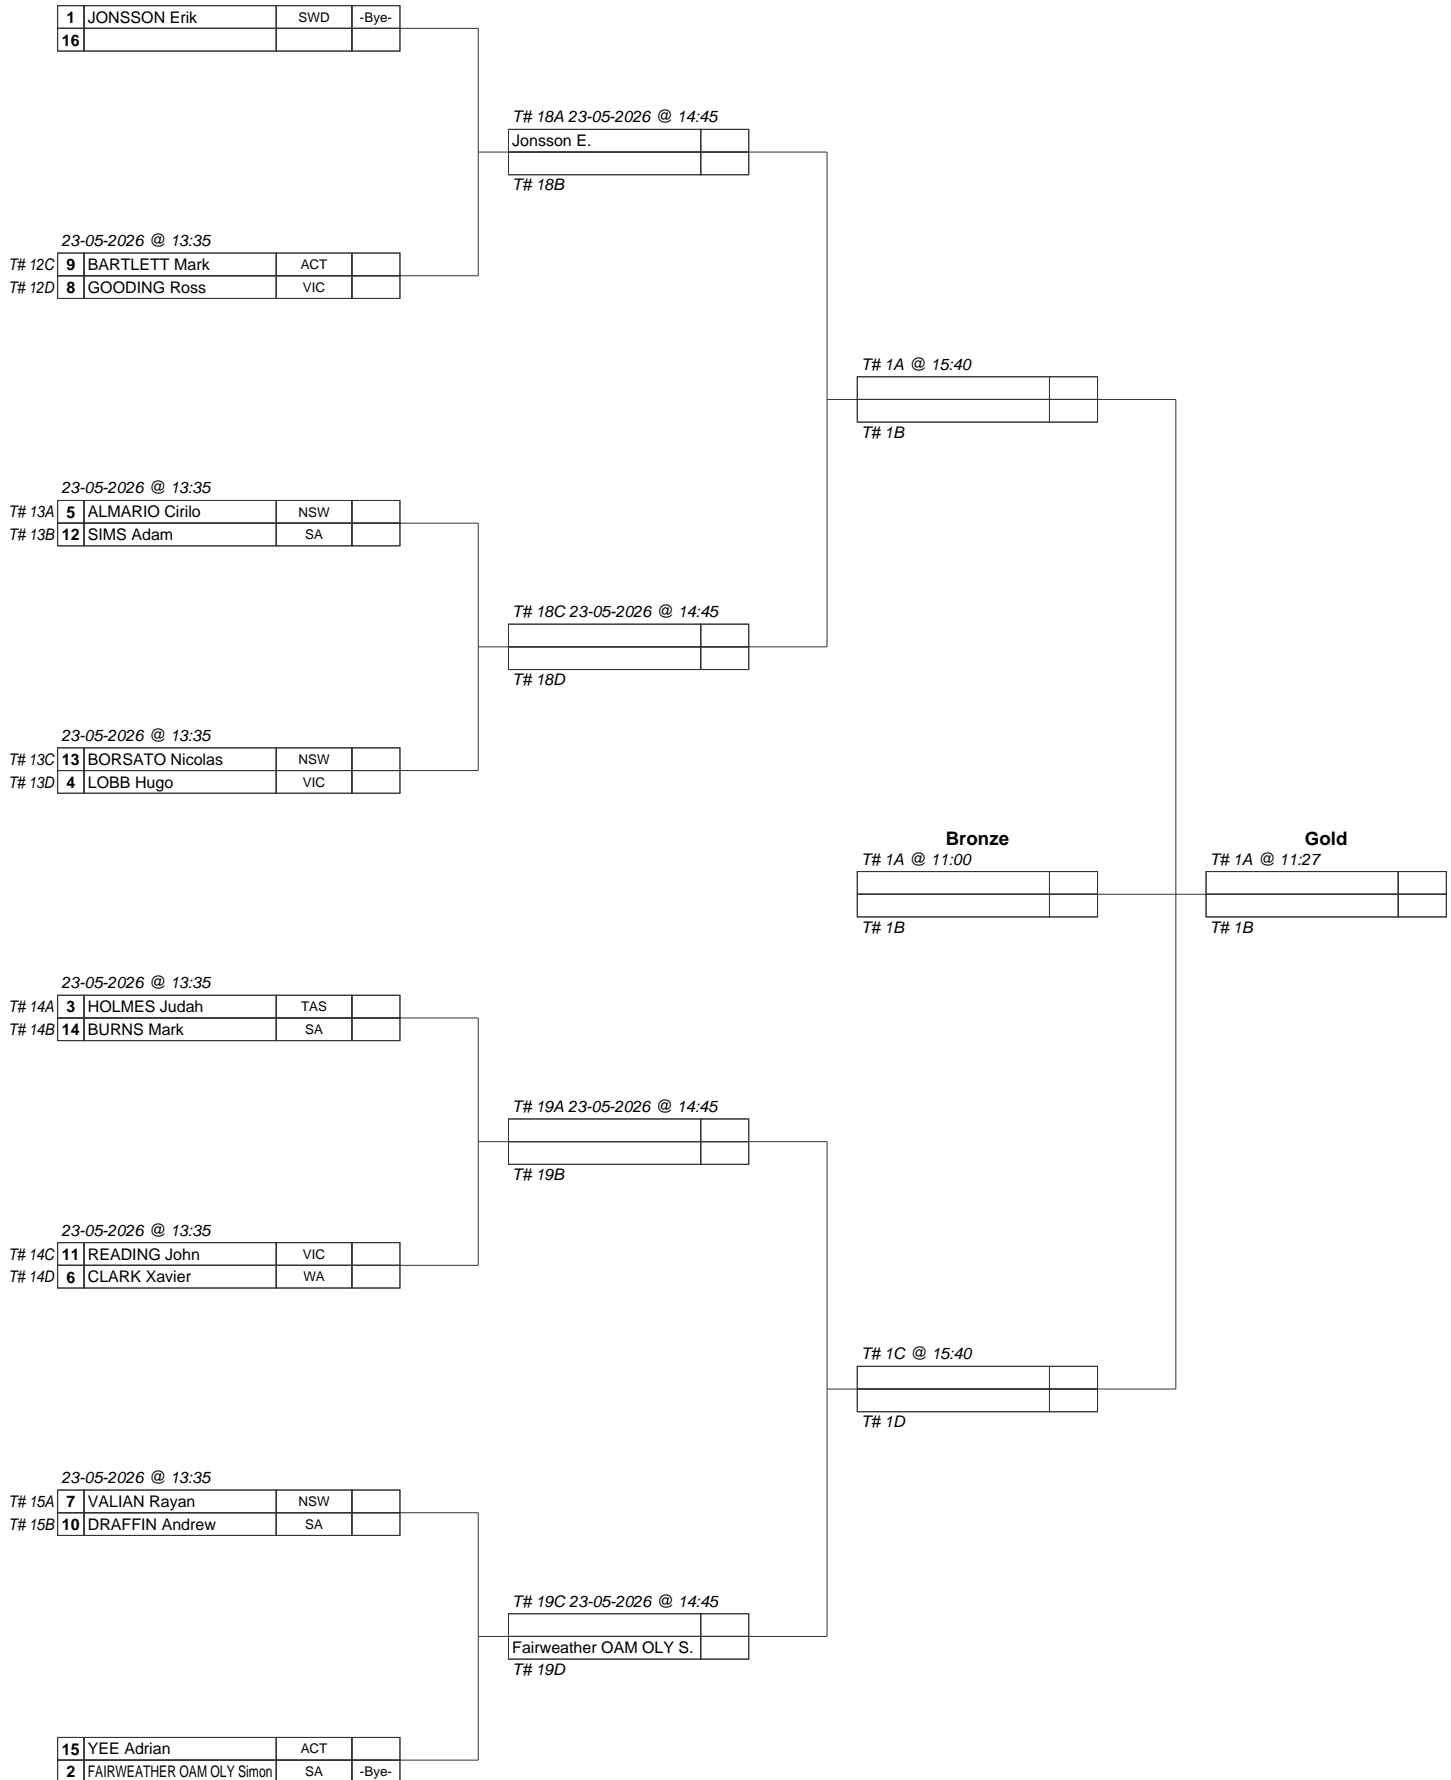 1 JONSSON Erik SWD -Bye-
16
T# 18A 23-05-2026 @ 14:45
Jonsson E.
T# 18B
23-05-2026 @ 13:35
T# 12C 9 BARTLETT Mark ACT
T# 12D 8 GOODING Ross VIC
T# 1A @ 15:40
T# 1B
23-05-2026 @ 13:35
T# 13A 5 ALMARIO Cirilo NSW
T# 13B 12 SIMS Adam SA
T# 18C 23-05-2026 @ 14:45
T# 18D
23-05-2026 @ 13:35
T# 13C 13 BORSATO Nicolas NSW
T# 13D 4 LOBB Hugo VIC
Bronze Gold
T# 1A @ 11:00 T# 1A @ 11:27
T# 1B T# 1B
23-05-2026 @ 13:35
T# 14A 3 HOLMES Judah TAS
T# 14B 14 BURNS Mark SA
T# 19A 23-05-2026 @ 14:45
T# 19B
23-05-2026 @ 13:35
T# 14C 11 READING John VIC
T# 14D 6 CLARK Xavier WA
T# 1C @ 15:40
T# 1D
23-05-2026 @ 13:35
T# 15A 7 VALIAN Rayan NSW
T# 15B 10 DRAFFIN Andrew SA
T# 19C 23-05-2026 @ 14:45
Fairweather OAM OLY S.
T# 19D
15 YEE Adrian ACT
2 FAIRWEATHER OAM OLY Simon SA -Bye-